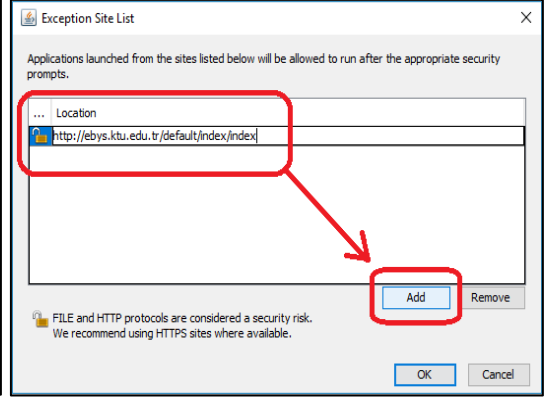 Exception Site List
Applications launched from the sites listed below will be allowed to run after the appropriate security
prompts.
... Location
http://ebys.ktu.edu.tr/default/index/index
Add Remove
FILE and HTTP protocols are considered a security risk.
We recommend using HTTPS sites where available.
OK Cancel